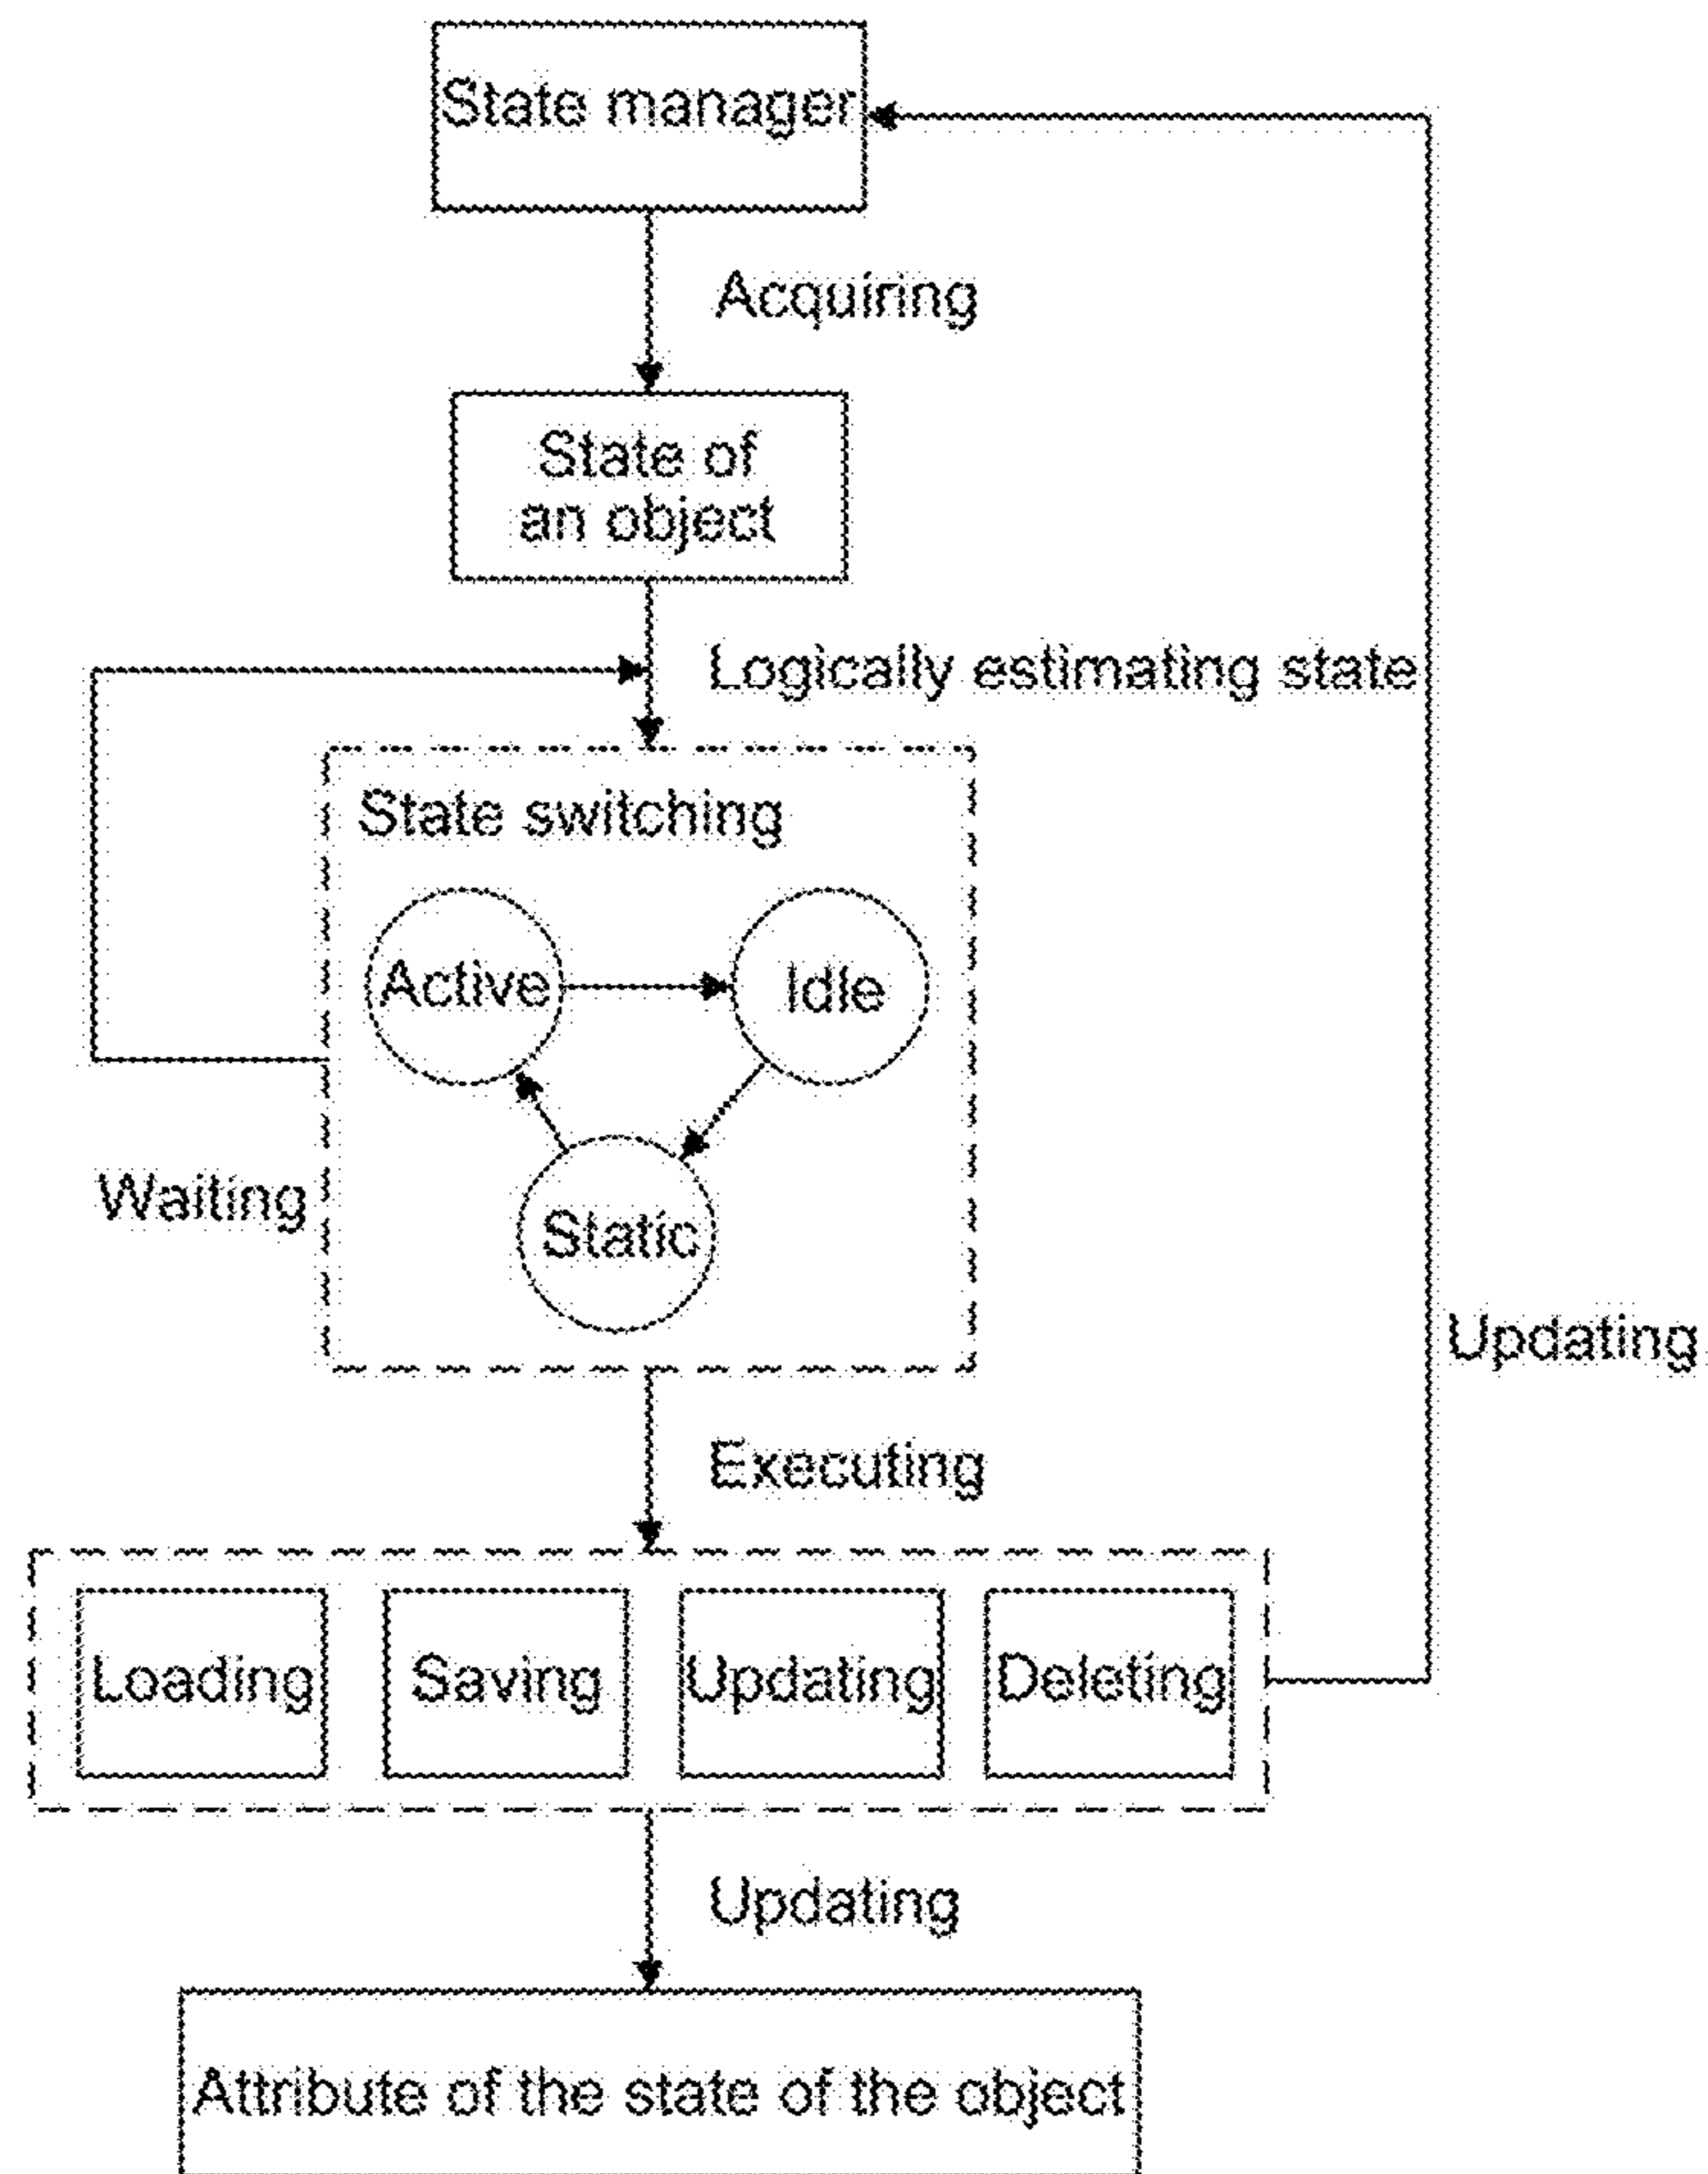 State manager
Acquiring
State of
an object
Logically estimating state
State switching
Active
Idle
Waiting
Static
Updating
Executing
Loading
Saving
Updating
Deleting
Updating
Attribute of the state of the object